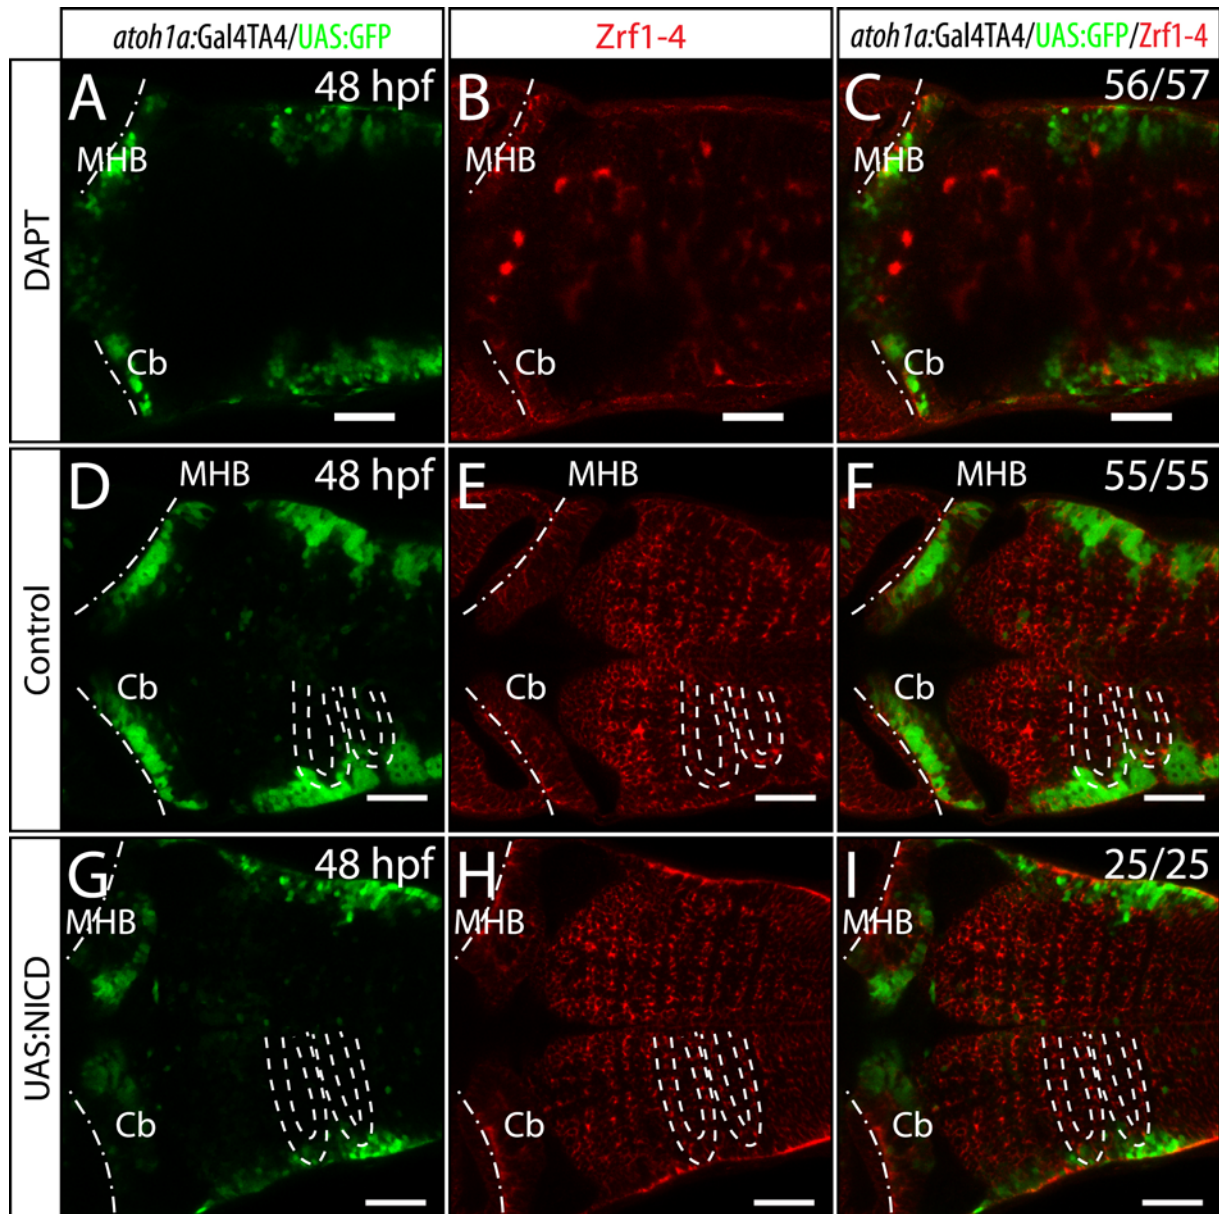 atoh1a:Gal4TA4/UAS:GFP
Zrf1-4
atoh1a:Gal4TA4/UAS:GFP/Zrf1-4
DAPT
A
48 hpf
MHB
Cb
B
MHB
Cb
C
56/57
MHB
Cb
Control
D
MHB
48 hpf
Cb
E
MHB
Cb
F
MHB
55/55
Cb
UAS:NICD
G
48 hpf
MHB
Cb
H
MHB
Cb
I
25/25
MHB
Cb